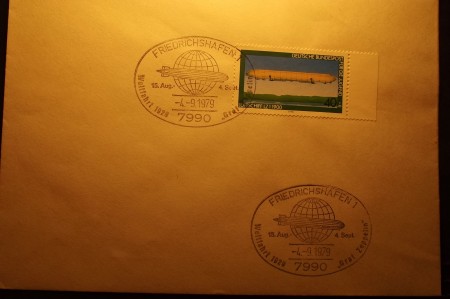 FRIEDRICHSHAFEN 1
15. Aug. 4. Sept.
-4.-9.1979
Weltfahrt 1929 "Graf Zeppelin"
7990
DEUTSCHE BUNDESPOST
FRIEDRICHSHAFEN 1
15. Aug. 4. Sept.
-4.-9.1979
Weltfahrt 1929 "Graf Zeppelin"
7990